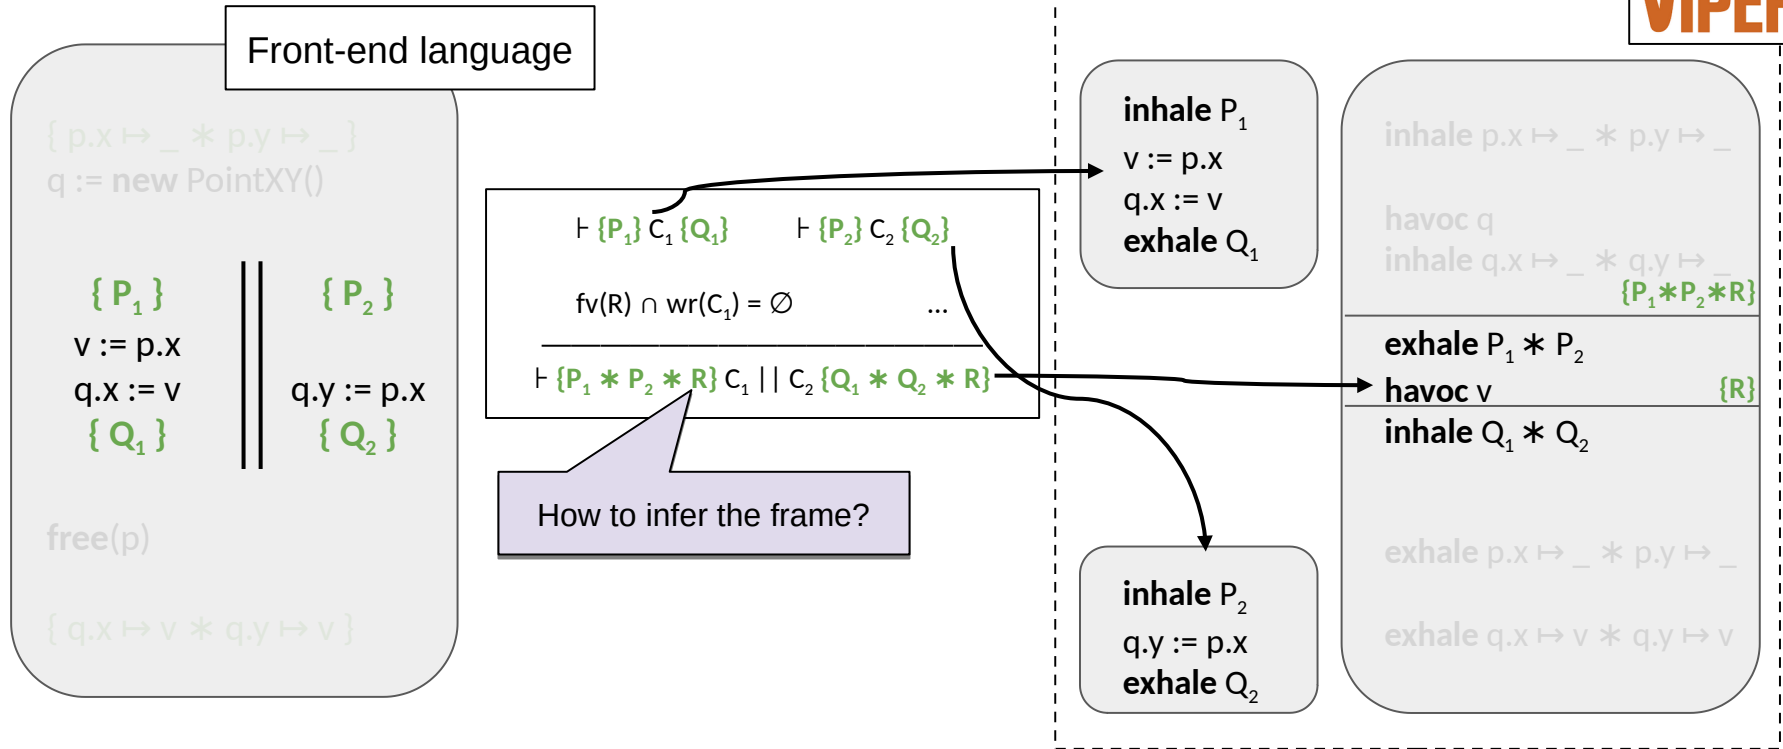 Front-end language
{ p.x ↦ _ ∗ p.y ↦ _ }
q := new PointXY()
{ P₁ }
v := p.x
q.x := v
{ Q₁ }
{ P₂ }
q.y := p.x
{ Q₂ }
free(p)
{ q.x ↦ v ∗ q.y ↦ v }
⊦ {P₁} C₁ {Q₁} ⊦ {P₂} C₂ {Q₂}
fv(R) ∩ wr(C₁) = ∅ ...
⊦ {P₁ ∗ P₂ ∗ R} C₁ || C₂ {Q₁ ∗ Q₂ ∗ R}
How to infer the frame?
inhale P₁
v := p.x
q.x := v
exhale Q₁
inhale P₂
q.y := p.x
exhale Q₂
VIPER
inhale p.x ↦ _ ∗ p.y ↦ _
havoc q
inhale q.x ↦ _ ∗ q.y ↦ _
{P₁∗P₂∗R}
exhale P₁ ∗ P₂
havoc v {R}
inhale Q₁ ∗ Q₂
exhale p.x ↦ _ ∗ p.y ↦ _
exhale q.x ↦ v ∗ q.y ↦ v